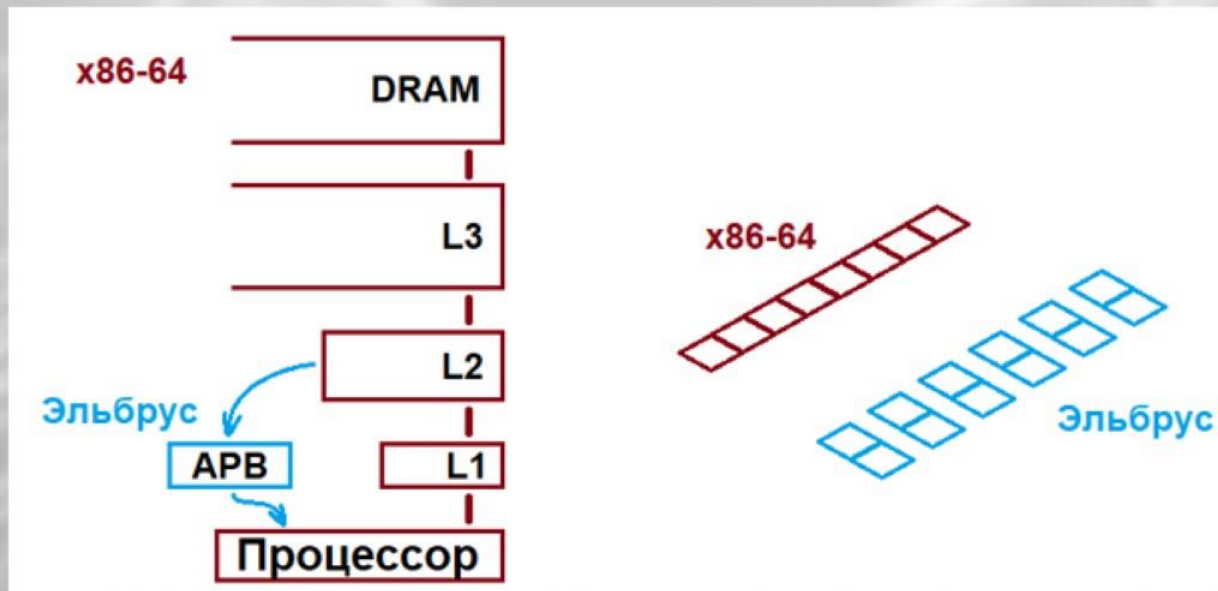 x86-64
DRAM
L3
L2
Эльбрус
APB
L1
Процессор
x86-64
Эльбрус